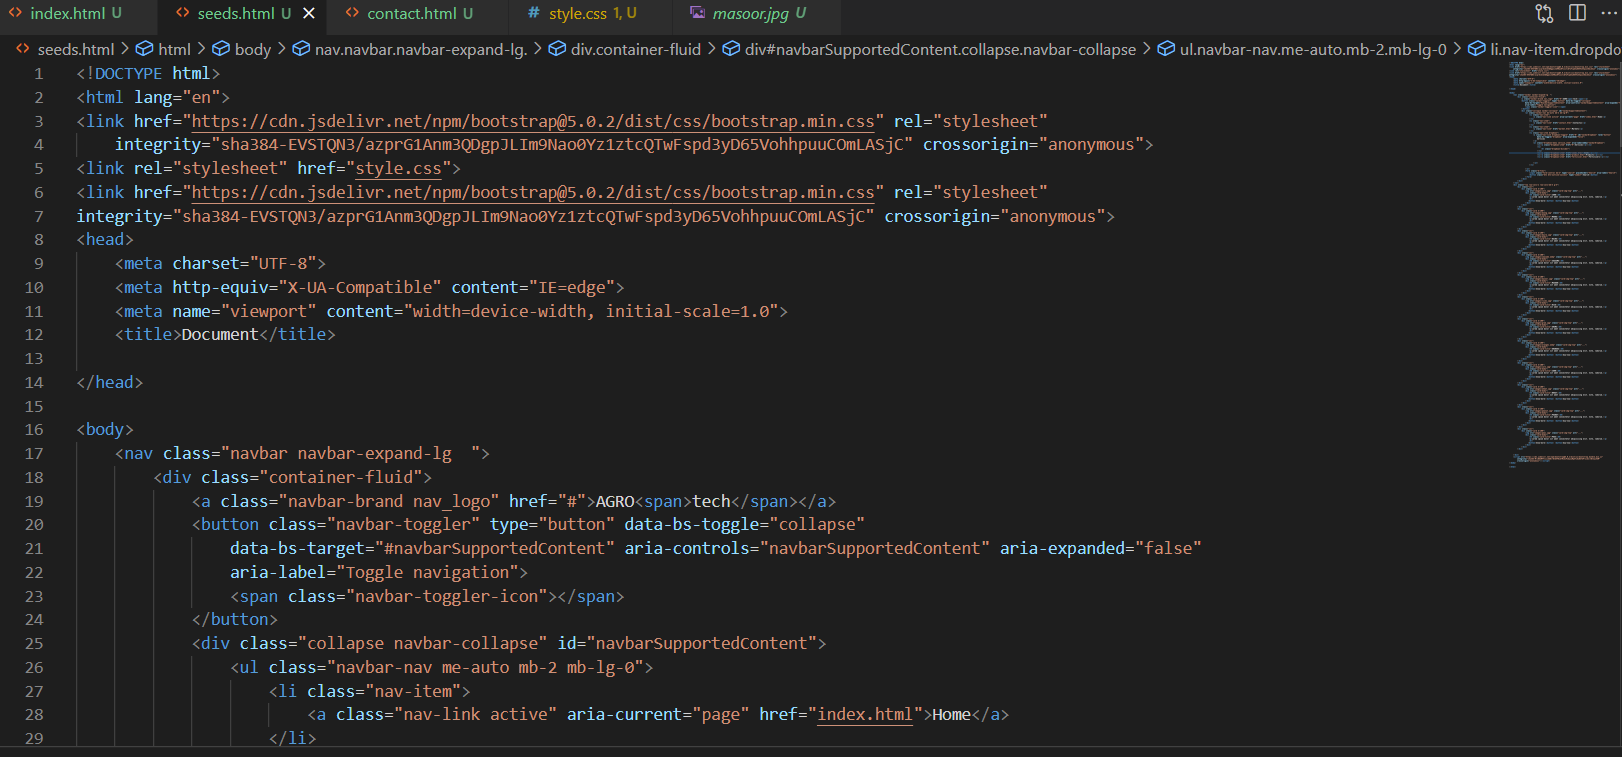 index.html U seeds.html U contact.html U style.css 1, U masoor.jpg U
seeds.html > html > body > nav.navbar.navbar-expand-lg. > div.container-fluid > div#navbarSupportedContent.collapse.navbar-collapse > ul.navbar-nav.me-auto.mb-2.mb-lg-0 > li.nav-item.dropdo
1 <!DOCTYPE html>
2 <html lang="en">
3 <link href="https://cdn.jsdelivr.net/npm/bootstrap@5.0.2/dist/css/bootstrap.min.css" rel="stylesheet"
4 integrity="sha384-EVSTQN3/azprG1Anm3QDgpJLIm9Nao0Yz1ztcQTwFspd3yD65VohhpuuCOmLASjC" crossorigin="anonymous">
5 <link rel="stylesheet" href="style.css">
6 <link href="https://cdn.jsdelivr.net/npm/bootstrap@5.0.2/dist/css/bootstrap.min.css" rel="stylesheet"
7 integrity="sha384-EVSTQN3/azprG1Anm3QDgpJLIm9Nao0Yz1ztcQTwFspd3yD65VohhpuuCOmLASjC" crossorigin="anonymous">
8 <head>
9 <meta charset="UTF-8">
10 <meta http-equiv="X-UA-Compatible" content="IE=edge">
11 <meta name="viewport" content="width=device-width, initial-scale=1.0">
12 <title>Document</title>
13
14 </head>
15
16 <body>
17 <nav class="navbar navbar-expand-lg  ">
18 <div class="container-fluid">
19 <a class="navbar-brand nav_logo" href="#">AGRO<span>tech</span></a>
20 <button class="navbar-toggler" type="button" data-bs-toggle="collapse"
21 data-bs-target="#navbarSupportedContent" aria-controls="navbarSupportedContent" aria-expanded="false"
22 aria-label="Toggle navigation">
23 <span class="navbar-toggler-icon"></span>
24 </button>
25 <div class="collapse navbar-collapse" id="navbarSupportedContent">
26 <ul class="navbar-nav me-auto mb-2 mb-lg-0">
27 <li class="nav-item">
28 <a class="nav-link active" aria-current="page" href="index.html">Home</a>
29 </li>